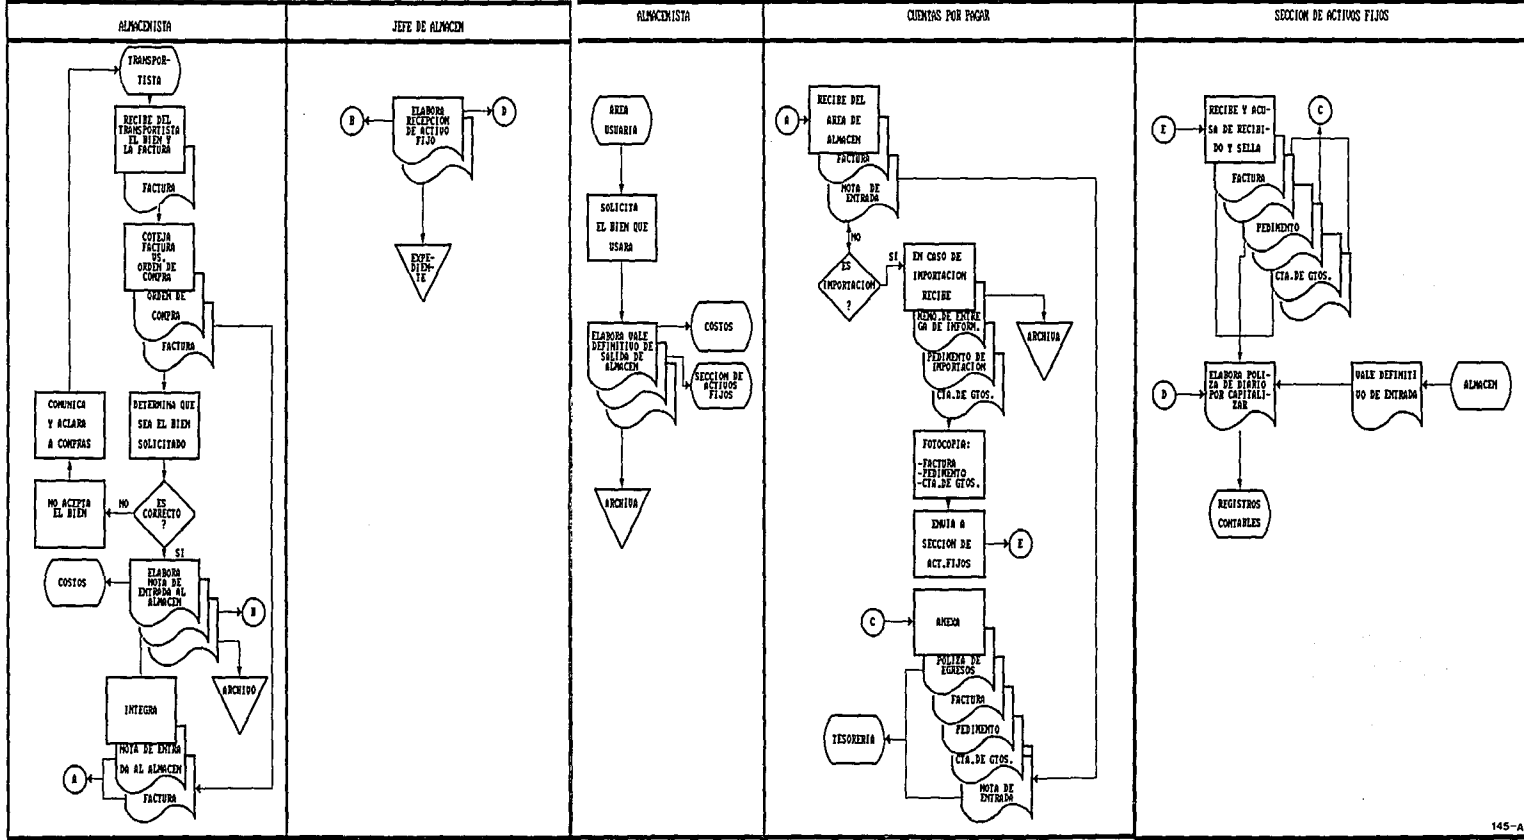 ALMACENISTA
TRANSPOR-
TISTA
RECIBE DEL
TRANSPORTISTA
EL BIEN Y
LA FACTURA
FACTURA
COTEJA
FACTURA
VS.
ORDEN DE
COMPRA
ORDEN DE
COMPRA
FACTURA
COMUNICA
Y ACLARA
A COMPRAS
DETERMINA QUE
SEA EL BIEN
SOLICITADO
NO ACEPTA
EL BIEN
NO
ES
CORRECTO
?
SI
COSTOS
ELABORA
NOTA DE
ENTRADA AL
ALMACEN
ARCHIVO
INTEGRA
NOTA DE ENTRA
DA AL ALMACEN
A
FACTURA
JEFE DE ALMACEN
B
ELABORA
RECEPCION
DE ACTIVO
FIJO
D
EXPE-
DIEN-
TE
ALMACENISTA
AREA
USUARIA
SOLICITA
EL BIEN QUE
USARA
ELABORA VALE
DEFINITIVO DE
SALIDA DE
ALMACEN
COSTOS
SECCION DE
ACTIVOS
FIJOS
ARCHIVA
CUENTAS POR PAGAR
A
RECIBE DEL
AREA DE
ALMACEN
FACTURA
NOTA DE
ENTRADA
NO
ES
IMPORTACION
?
SI
EN CASO DE
IMPORTACION
RECIBE
MEMO.DE ENTRE
GA DE INFORM.
PEDIMENTO DE
IMPORTACION
CTA.DE GTOS.
ARCHIVA
FOTOCOPIA:
-FACTURA
-PEDIMENTO
-CTA.DE GTOS.
ENVIA A
SECCION DE
ACT.FIJOS
E
C
ANEXA
POLIZA DE
EGRESOS
FACTURA
PEDIMENTO
CTA.DE GTOS.
NOTA DE
ENTRADA
TESORERIA
SECCION DE ACTIVOS FIJOS
E
RECIBE Y ACU-
SA DE RECIBI-
DO Y SELLA
C
FACTURA
PEDIMENTO
CTA.DE GTOS.
D
ELABORA POLI-
ZA DE DIARIO
POR CAPITALI-
ZAR
VALE DEFINITI
VO DE ENTRADA
ALMACEN
REGISTROS
CONTABLES
145-A